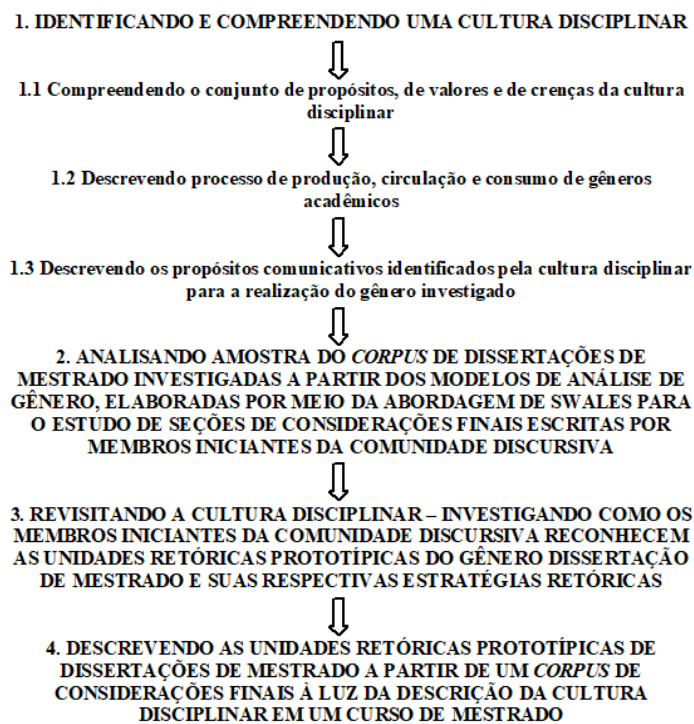 1. IDENTIFICANDO E COMPREENDENDO UMA CULTURA DISCIPLINAR
1.1 Compreendendo o conjunto de propósitos, de valores e de crenças da cultura
disciplinar
1.2 Descrevendo processo de produção, circulação e consumo de gêneros
acadêmicos
1.3 Descrevendo os propósitos comunicativos identificados pela cultura disciplinar
para a realização do gênero investigado
2. ANALISANDO AMOSTRA DO CORPUS DE DISSERTAÇÕES DE
MESTRADO INVESTIGADAS A PARTIR DOS MODELOS DE ANÁLISE DE
GÊNERO, ELABORADAS POR MEIO DA ABORDAGEM DE SWALES PARA
O ESTUDO DE SEÇÕES DE CONSIDERAÇÕES FINAIS ESCRITAS POR
MEMBROS INICIANTES DA COMUNIDADE DISCURSIVA
3. REVISITANDO A CULTURA DISCIPLINAR – INVESTIGANDO COMO OS
MEMBROS INICIANTES DA COMUNIDADE DISCURSIVA RECONHECEM
AS UNIDADES RETÓRICAS PROTOTÍPICAS DO GÊNERO DISSERTAÇÃO
DE MESTRADO E SUAS RESPECTIVAS ESTRATÉGIAS RETÓRICAS
4. DESCREVENDO AS UNIDADES RETÓRICAS PROTOTÍPICAS DE
DISSERTAÇÕES DE MESTRADO A PARTIR DE UM CORPUS DE
CONSIDERAÇÕES FINAIS À LUZ DA DESCRIÇÃO DA CULTURA
DISCIPLINAR EM UM CURSO DE MESTRADO